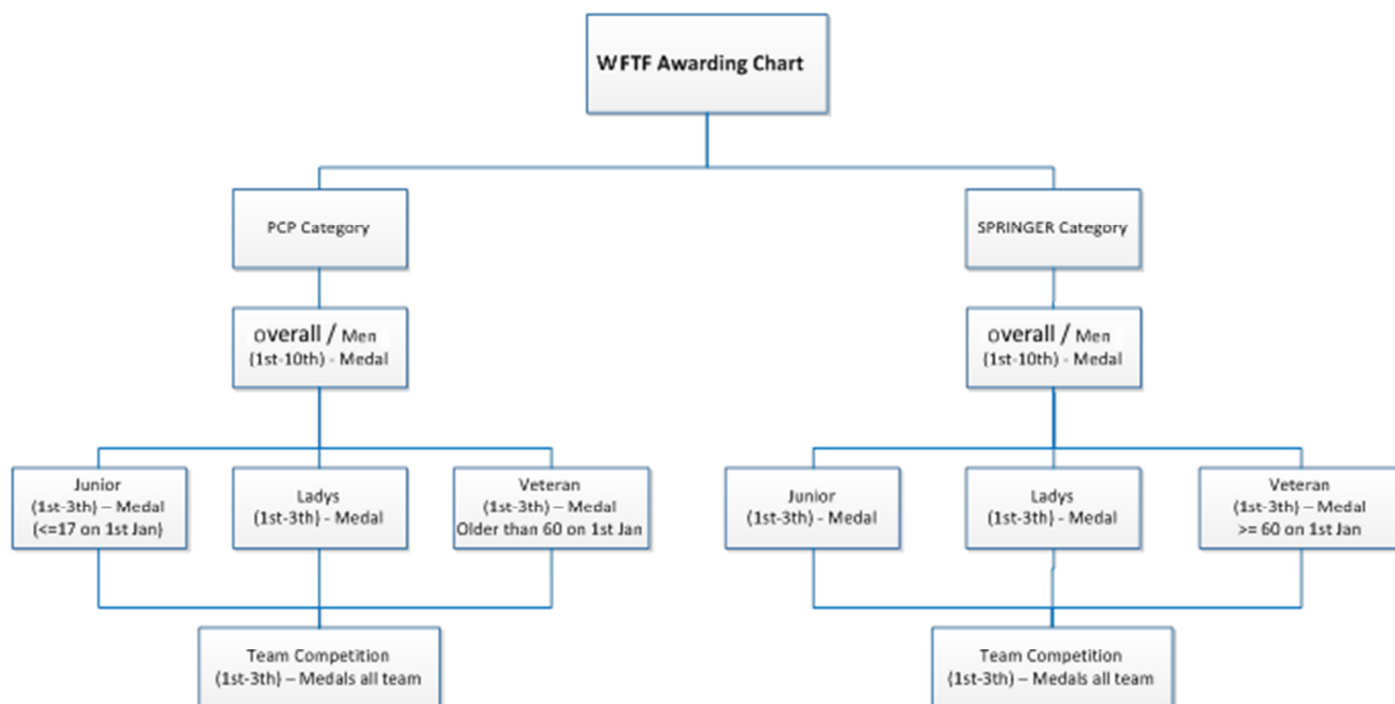 WFTF Awarding Chart
PCP Category
SPRINGER Category
overall / Men
(1st-10th) - Medal
overall / Men
(1st-10th) - Medal
Junior
(1st-3th) – Medal
(<=17 on 1st Jan)
Ladys
(1st-3th) - Medal
Veteran
(1st-3th) – Medal
Older than 60 on 1st Jan
Junior
(1st-3th) - Medal
Ladys
(1st-3th) - Medal
Veteran
(1st-3th) – Medal
>= 60 on 1st Jan
Team Competition
(1st-3th) – Medals all team
Team Competition
(1st-3th) – Medals all team